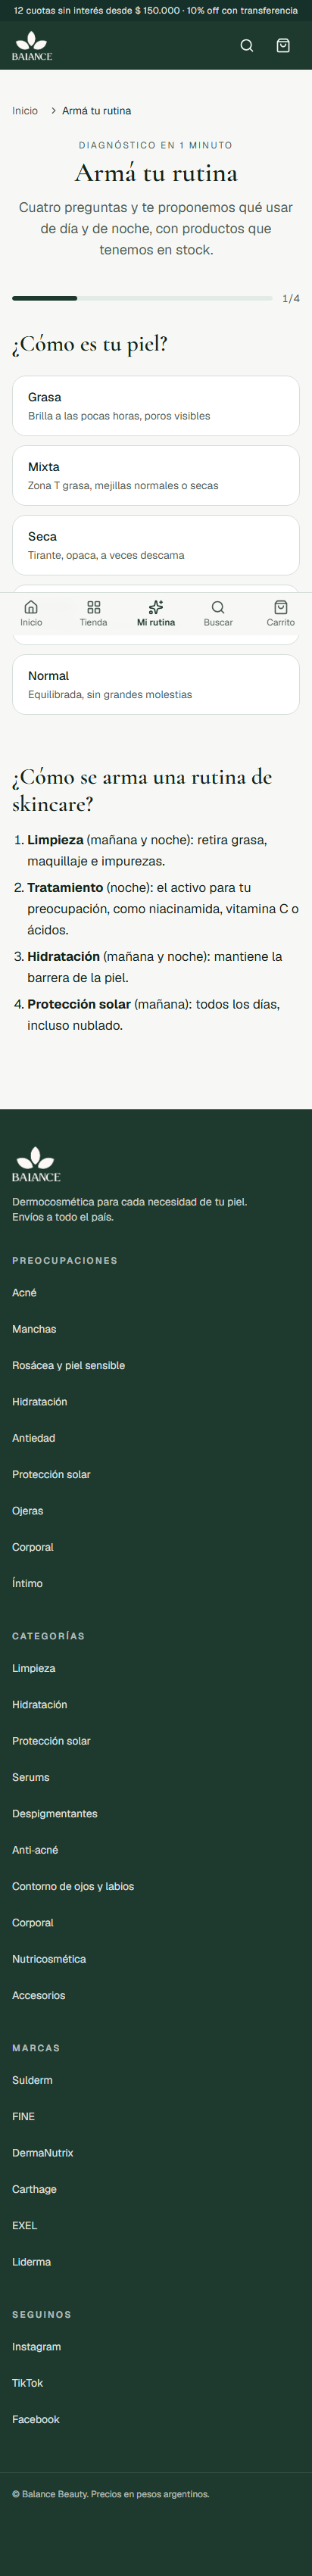 12 cuotas sin interés desde $ 150.000 · 10% off con transferencia
BALANCE
Inicio > Armá tu rutina
DIAGNÓSTICO EN 1 MINUTO
Armá tu rutina
Cuatro preguntas y te proponemos qué usar
de día y de noche, con productos que
tenemos en stock.
1/4
¿Cómo es tu piel?
Grasa
Brilla a las pocas horas, poros visibles
Mixta
Zona T grasa, mejillas normales o secas
Seca
Tirante, opaca, a veces descama
Inicio
Tienda
Mi rutina
Buscar
Carrito
Normal
Equilibrada, sin grandes molestias
¿Cómo se arma una rutina de
skincare?
1. Limpieza (mañana y noche): retira grasa,
maquillaje e impurezas.
2. Tratamiento (noche): el activo para tu
preocupación, como niacinamida, vitamina C o
ácidos.
3. Hidratación (mañana y noche): mantiene la
barrera de la piel.
4. Protección solar (mañana): todos los días,
incluso nublado.
BALANCE
Dermocosmética para cada necesidad de tu piel.
Envíos a todo el país.
PREOCUPACIONES
Acné
Manchas
Rosácea y piel sensible
Hidratación
Antiedad
Protección solar
Ojeras
Corporal
Íntimo
CATEGORÍAS
Limpieza
Hidratación
Protección solar
Serums
Despigmentantes
Anti-acné
Contorno de ojos y labios
Corporal
Nutricosmética
Accesorios
MARCAS
Sulderm
FINE
DermaNutrix
Carthage
EXEL
Liderma
SEGUINOS
Instagram
TikTok
Facebook
© Balance Beauty. Precios en pesos argentinos.